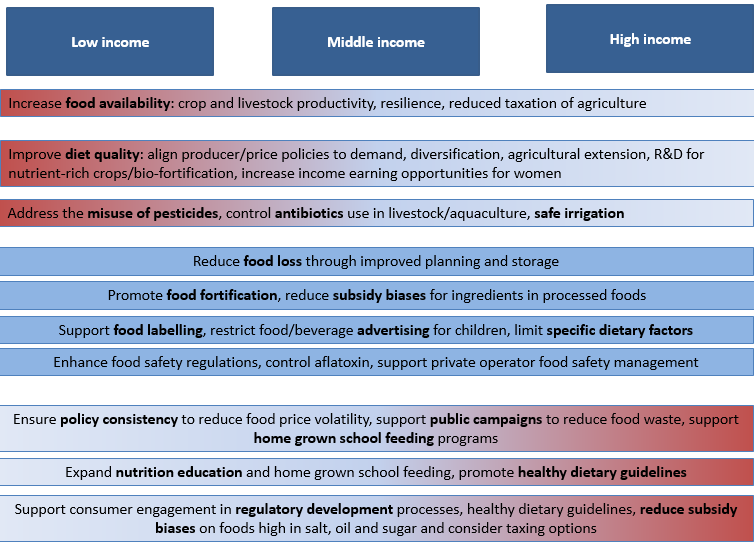 Low income
Middle income
High income
Increase food availability: crop and livestock productivity, resilience, reduced taxation of agriculture
Improve diet quality: align producer/price policies to demand, diversification, agricultural extension, R&D for
nutrient-rich crops/bio-fortification, increase income earning opportunities for women
Address the misuse of pesticides, control antibiotics use in livestock/aquaculture, safe irrigation
Reduce food loss through improved planning and storage
Promote food fortification, reduce subsidy biases for ingredients in processed foods
Support food labelling, restrict food/beverage advertising for children, limit specific dietary factors
Enhance food safety regulations, control aflatoxin, support private operator food safety management
Ensure policy consistency to reduce food price volatility, support public campaigns to reduce food waste, support
home grown school feeding programs
Expand nutrition education and home grown school feeding, promote healthy dietary guidelines
Support consumer engagement in regulatory development processes, healthy dietary guidelines, reduce subsidy
biases on foods high in salt, oil and sugar and consider taxing options